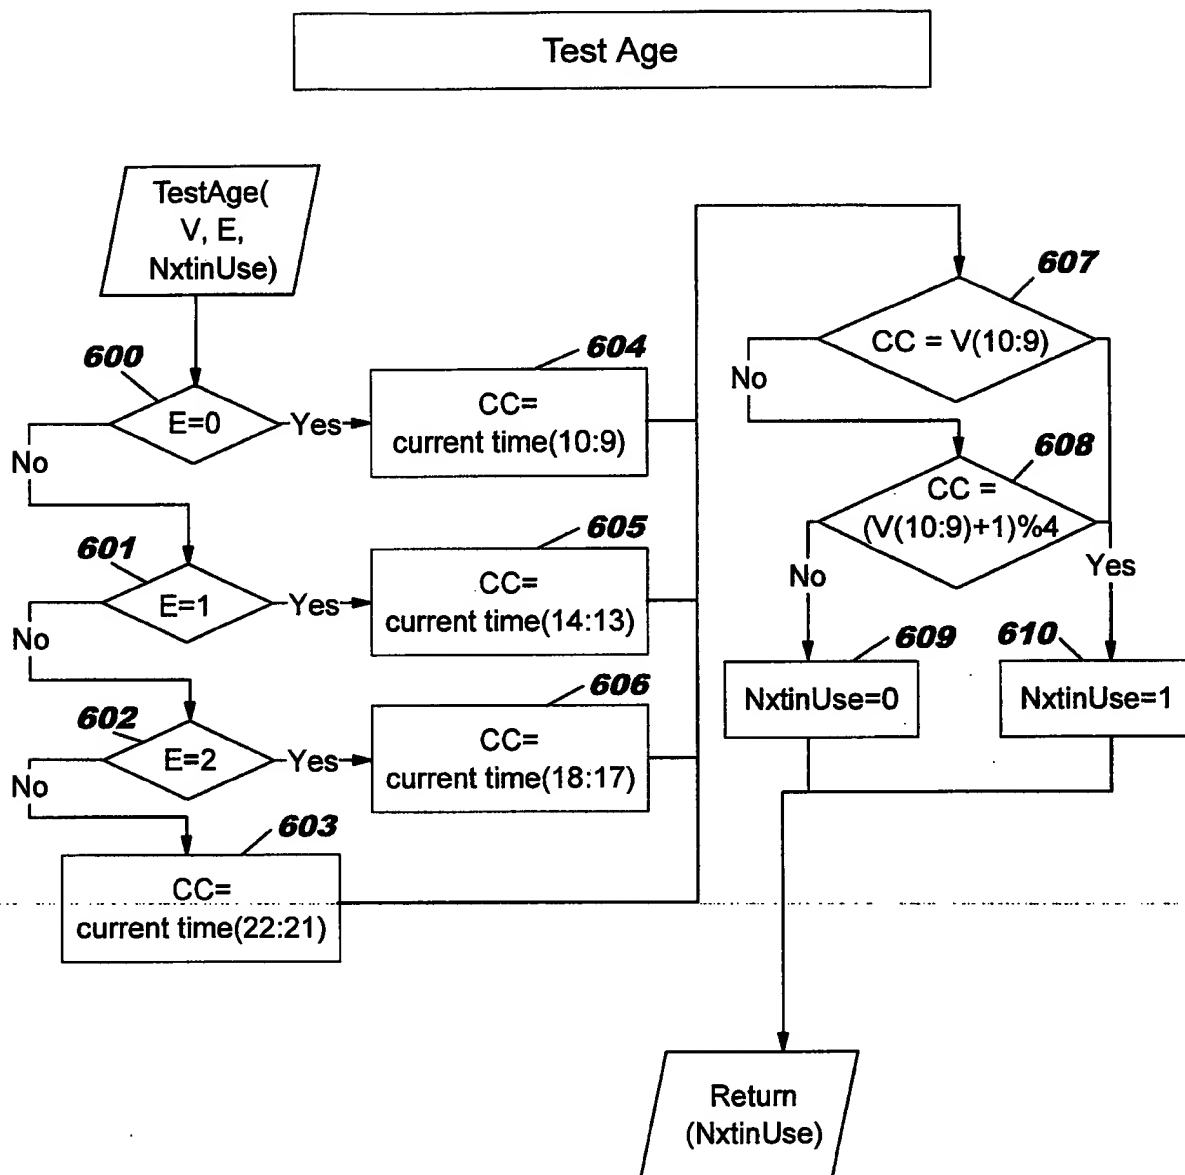 Test Age
TestAge(
V, E,
NxtinUse)
600
E=0
Yes
No
604
CC=
current time(10:9)
601
E=1
Yes
No
605
CC=
current time(14:13)
602
E=2
Yes
No
606
CC=
current time(18:17)
603
CC=
current time(22:21)
607
CC = V(10:9)
No
608
CC =
(V(10:9)+1)%4
No
Yes
609
NxtinUse=0
610
NxtinUse=1
Return
(NxtinUse)